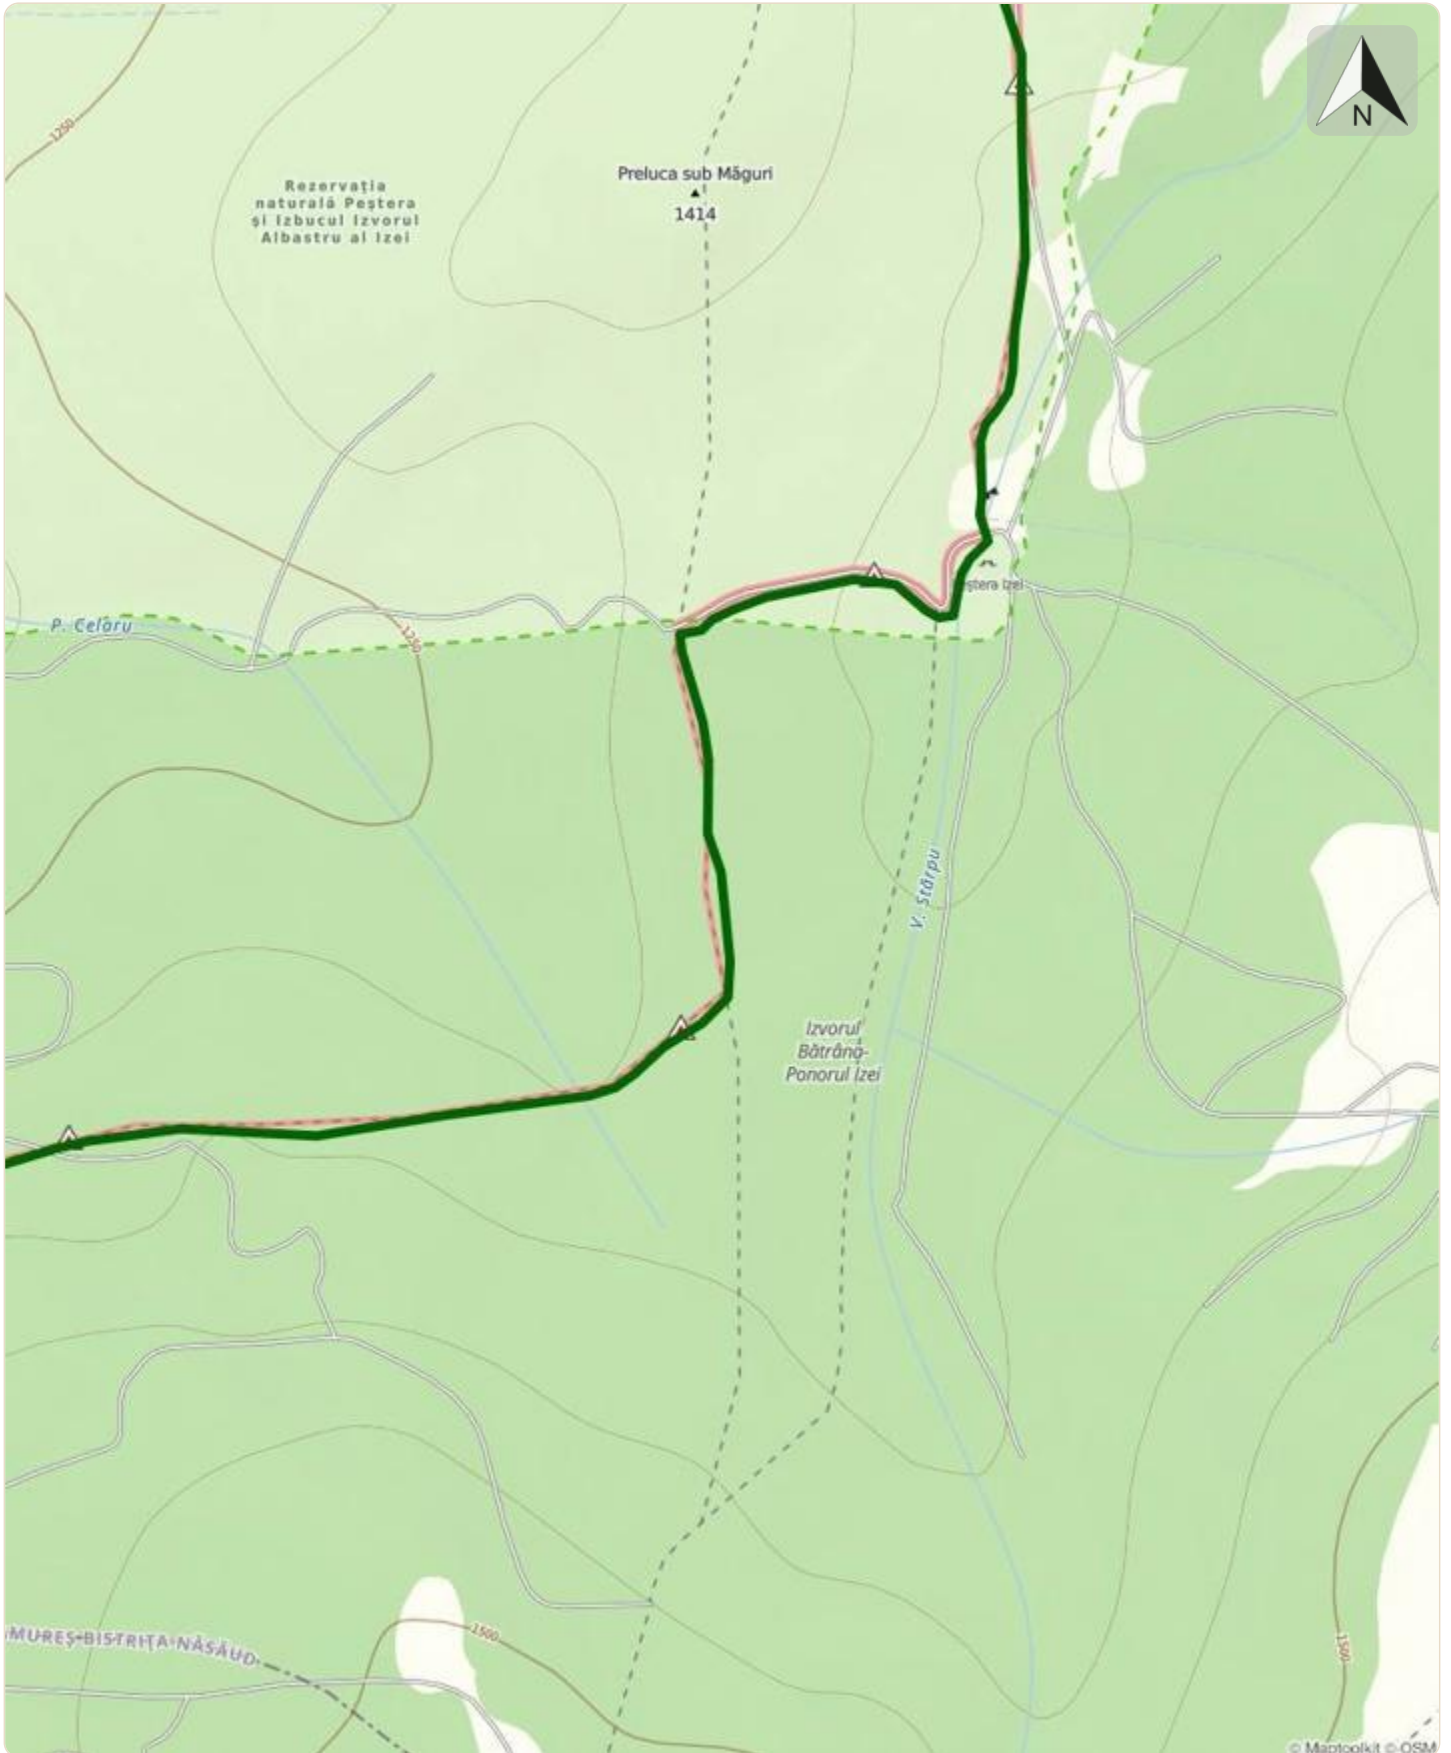 N
1250
Preluca sub Măguri
1414
Rezervația
naturală Peștera
și Izbucul Izvorul
Albastru al Izei
ștera Izei
P. Celaru
1250
V. Stârpu
Izvorul
Bătrâna-
Ponorul Izei
MUREȘ-BISTRIȚA NĂSĂUD
1500
1500
© Maptoolkit © OSM